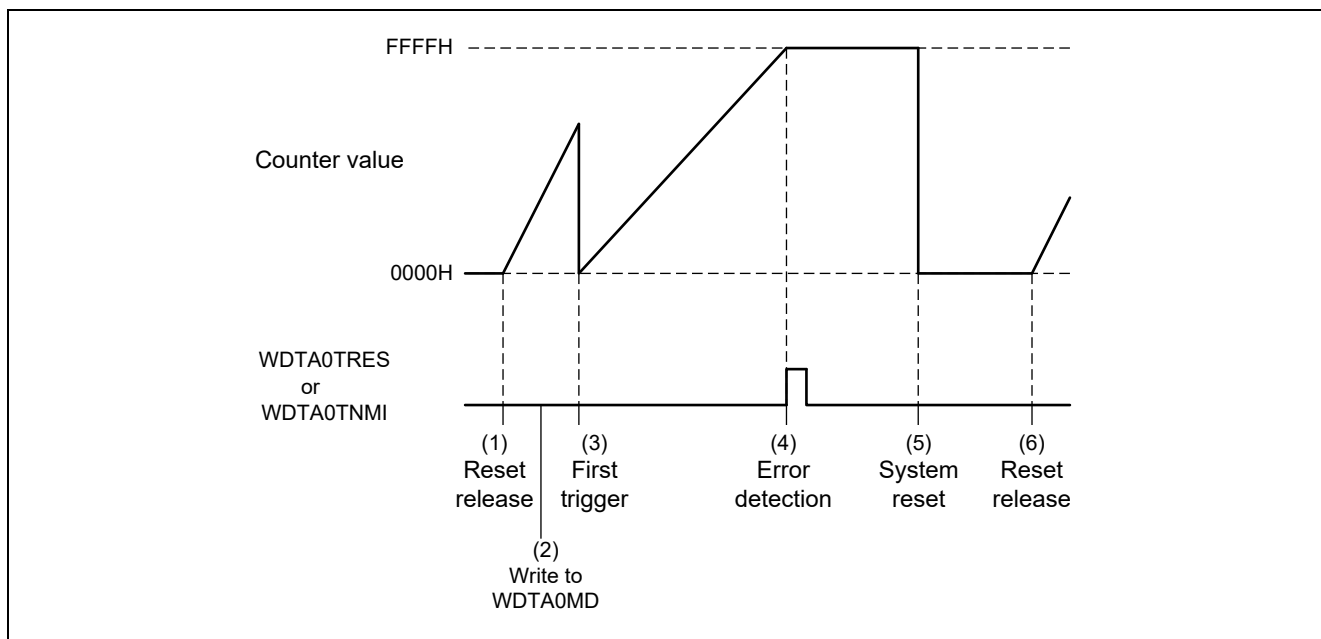 FFFFH
Counter value
0000H
WDTA0TRES
or
WDTA0TNMI
(1)
Reset
release
(3)
First
trigger
(4)
Error
detection
(5)
System
reset
(6)
Reset
release
(2)
Write to
WDTA0MD